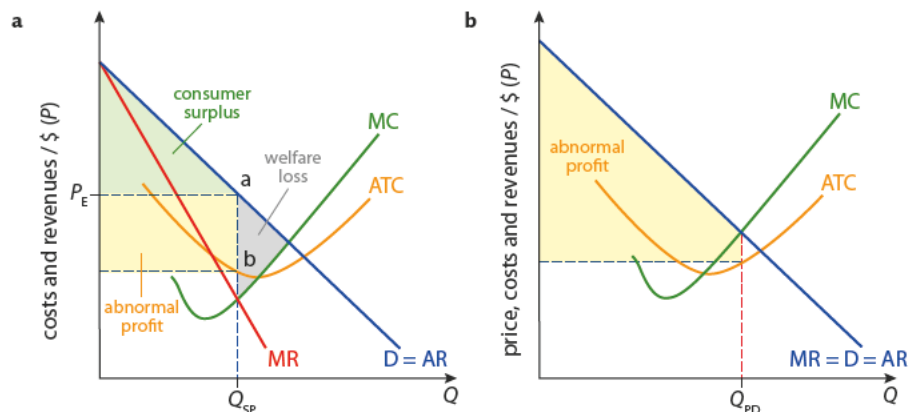 a
costs and revenues / $ (P)
consumer
surplus
MC
welfare
loss
a
ATC
P_E
b
abnormal
profit
MR
D = AR
Q_SP
Q
b
price, costs and revenues / $ (P)
MC
abnormal
profit
ATC
MR = D = AR
Q_PD
Q